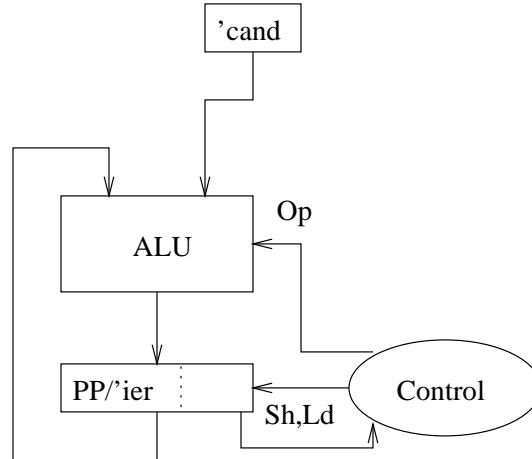 ’cand
Op
ALU
PP/’ier
Sh,Ld
Control